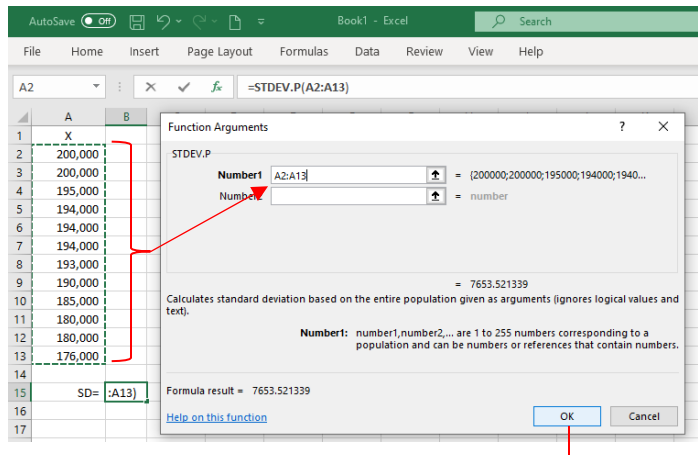 AutoSave Off Book1 - Excel Search
File Home Insert Page Layout Formulas Data Review View Help
A2 fx =STDEV.P(A2:A13)
A B
1 X
2 200,000
3 200,000
4 195,000
5 194,000
6 194,000
7 194,000
8 193,000
9 190,000
10 185,000
11 180,000
12 180,000
13 176,000
14
15 SD= :A13)
16
17
Function Arguments ? ×
STDEV.P
Number1 A2:A13 = {200000;200000;195000;194000;1940...
Number2 = number
= 7653.521339
Calculates standard deviation based on the entire population given as arguments (ignores logical values and
text).
Number1: number1,number2,... are 1 to 255 numbers corresponding to a
population and can be numbers or references that contain numbers.
Formula result = 7653.521339
Help on this function OK Cancel